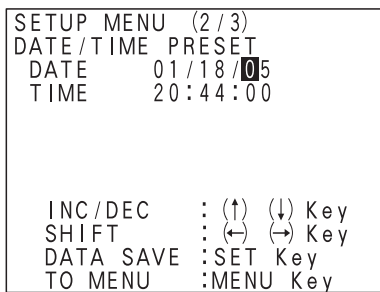 SETUP MENU (2/3)
DATE/TIME PRESET
DATE 01/18/05
TIME 20:44:00
INC/DEC :(↑) (↓) Key
SHIFT :(←) (→) Key
DATA SAVE :SET Key
TO MENU :MENU Key